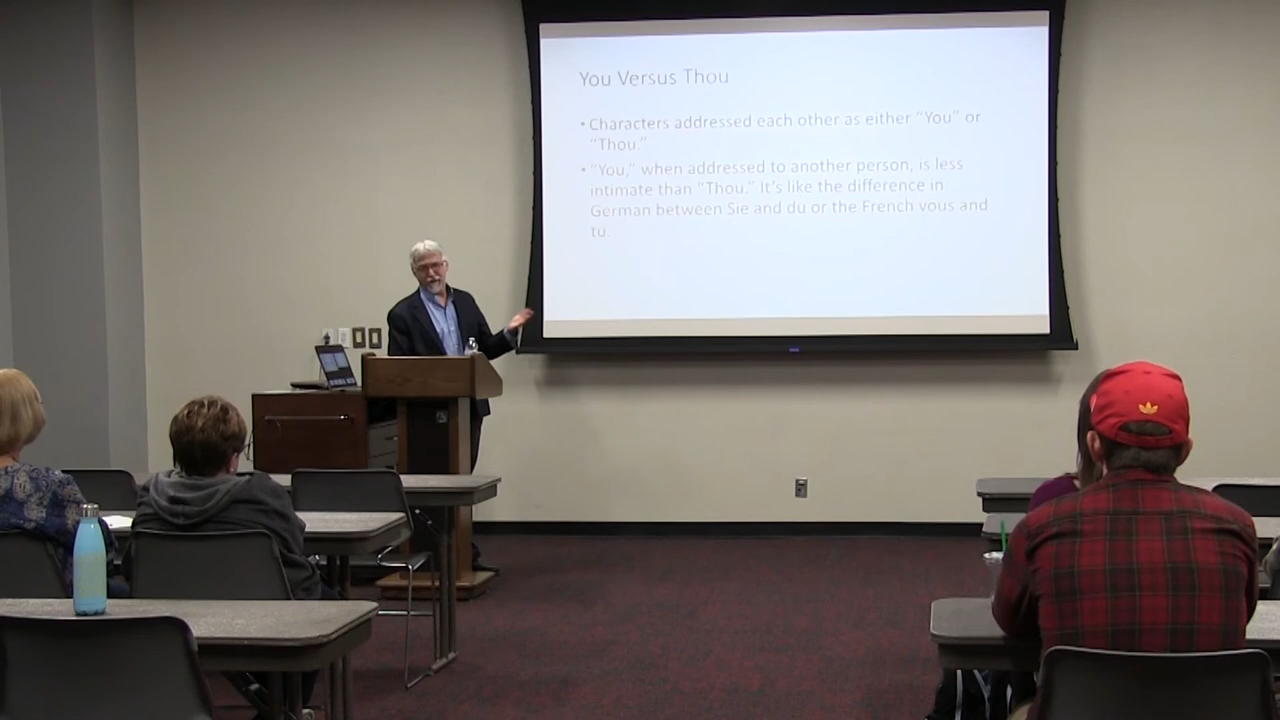 You Versus Thou
• Characters addressed each other as either “You” or
“Thou.”
• “You,” when addressed to another person, is less
intimate than “Thou.” It’s like the difference in
German between Sie and du or the French vous and
tu.